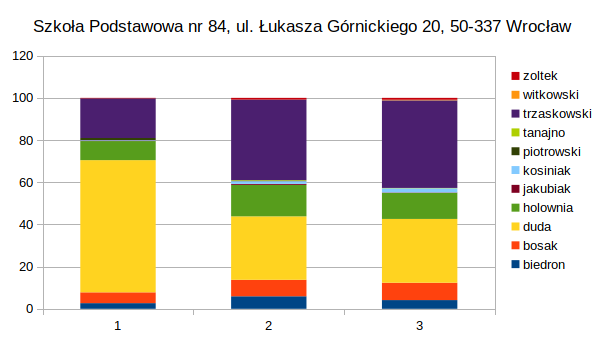 Szkoła Podstawowa nr 84, ul. Łukasza Górnickiego 20, 50-337 Wrocław
120
100
80
60
40
20
0
1 2 3
zoltek
witkowski
trzaskowski
tanajno
piotrowski
kosiniak
jakubiak
holownia
duda
bosak
biedron